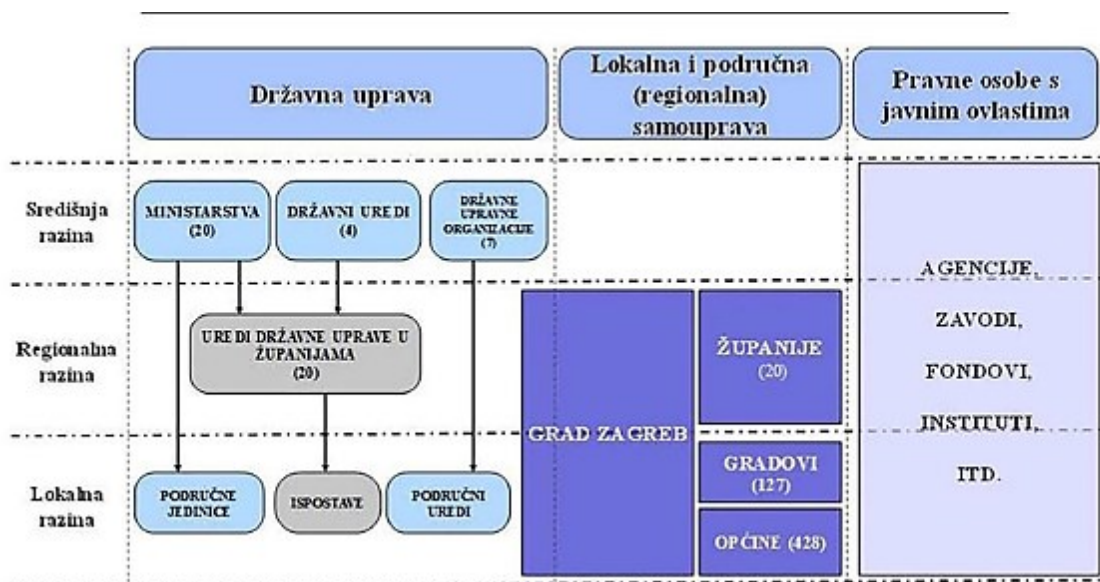 Državna uprava
Lokalna i područna
(regionalna)
samouprava
Pravne osobe s
javnim ovlastima
Središnja
razina
MINISTARSTVA
(20)
DRŽAVNI UREDI
(4)
DRŽAVNE
UPRAVNE
ORGANIZACIJE
(7)
Regionalna
razina
UREDI DRŽAVNE UPRAVE U
ŽUPANIJAMA
(20)
GRAD ZAGREB
ŽUPANIJE
(20)
Lokalna
razina
PODRUČNE
JEDINICE
ISPOSTAVE
PODRUČNI
UREDI
GRADOVI
(127)
OPĆINE (428)
AGENCIJE,
ZAVODI,
FONDOVI,
INSTITUTI,
ITD.